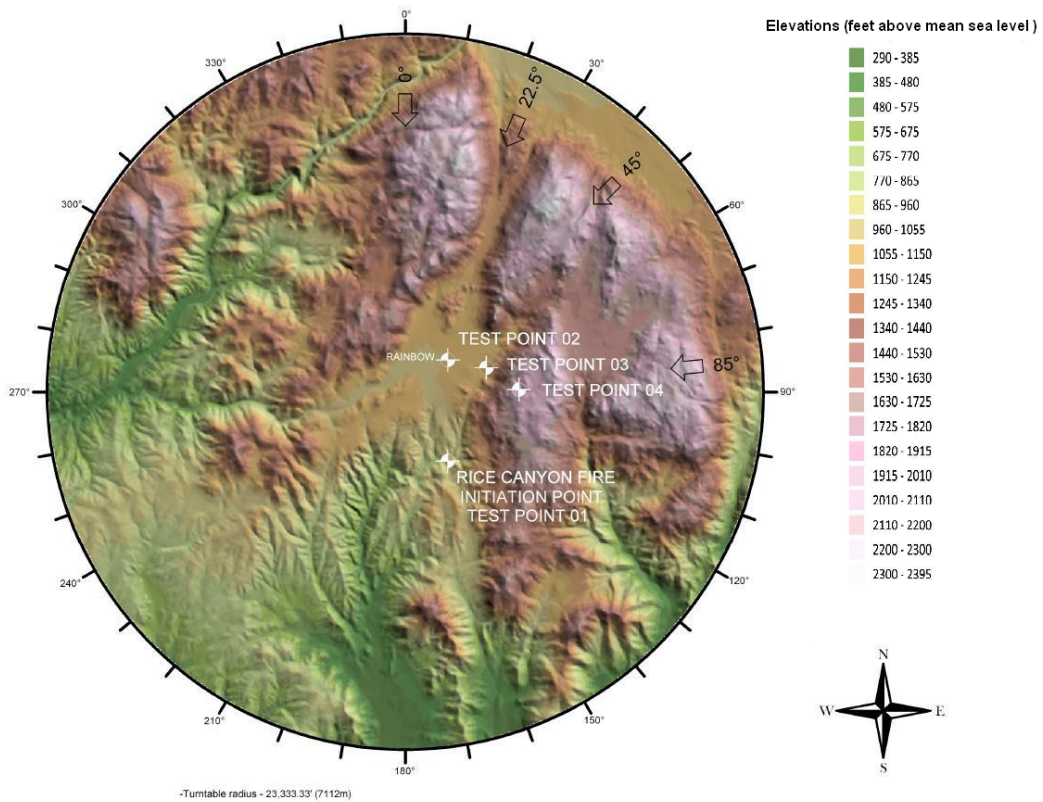 0°
30°
60°
90°
120°
150°
180°
210°
240°
270°
300°
330°
0°
22.5°
45°
85°
TEST POINT 02
RAINBOW
TEST POINT 03
TEST POINT 04
RICE CANYON FIRE
INITIATION POINT
TEST POINT 01
-Turntable radius - 23,333.33' (7112m)
Elevations (feet above mean sea level )
290 - 385
385 - 480
480 - 575
575 - 675
675 - 770
770 - 865
865 - 960
960 - 1055
1055 - 1150
1150 - 1245
1245 - 1340
1340 - 1440
1440 - 1530
1530 - 1630
1630 - 1725
1725 - 1820
1820 - 1915
1915 - 2010
2010 - 2110
2110 - 2200
2200 - 2300
2300 - 2395
N
W E
S